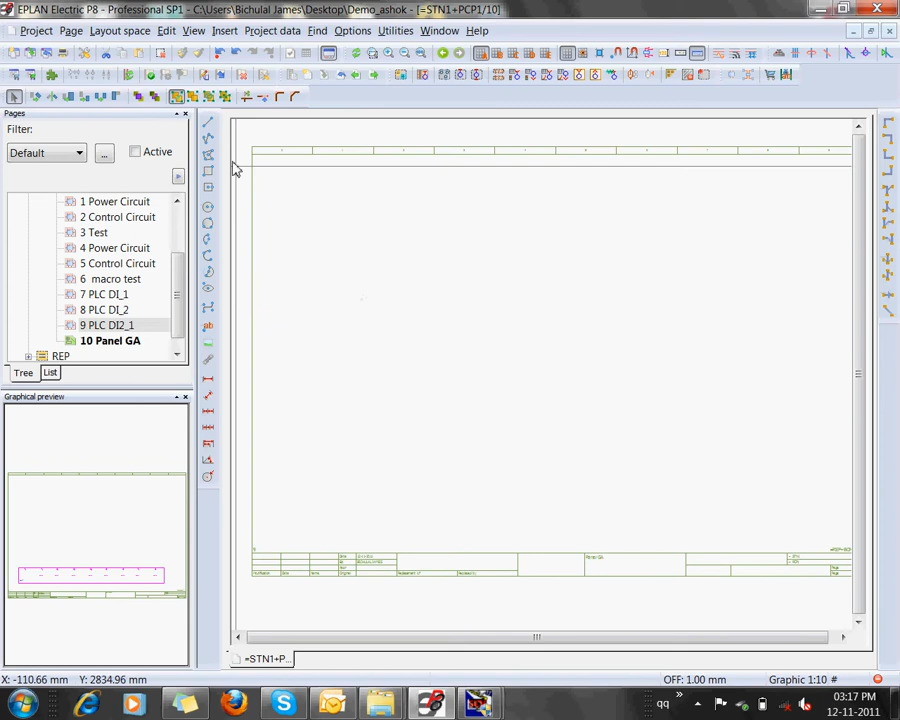 EPLAN Electric P8 - Professional SP1 - C:\Users\Bichulal James\Desktop\Demo_ashok - [=STN1+PCP1/10]
Project Page Layout space Edit View Insert Project data Find Options Utilities Window Help
Pages
Filter:
Default
...
Active
1 Power Circuit
2 Control Circuit
3 Test
4 Power Circuit
5 Control Circuit
6 macro test
7 PLC DI_1
8 PLC DI_2
9 PLC DI2_1
10 Panel GA
REP
Tree List
Graphical preview
ab
Panel GA
=STN1+P...
X: -110.66 mm Y: 2834.96 mm
OFF: 1.00 mm
Graphic 1:10 #
qq
03:17 PM
12-11-2011